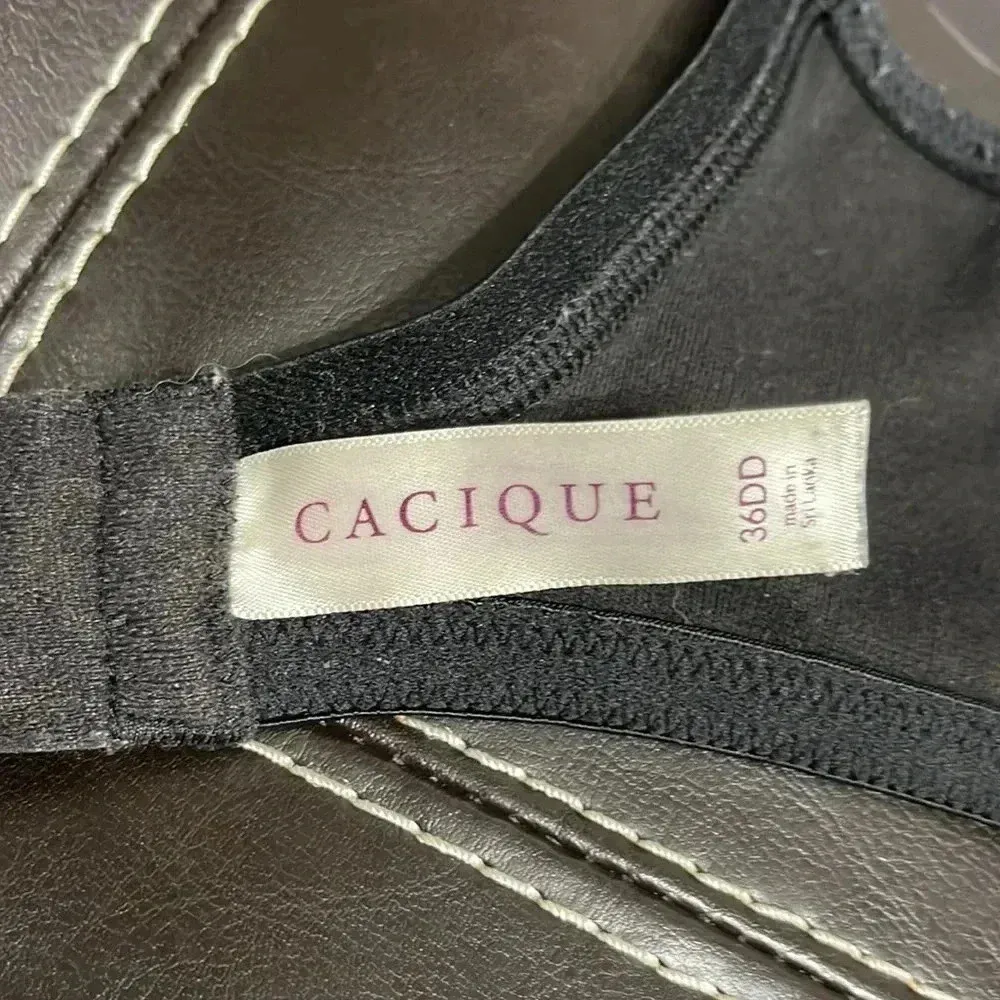 CACIQUE
36DD
made in
Sri Lanka